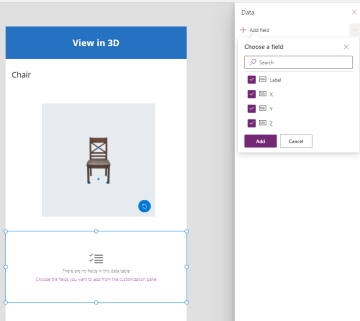 View in 3D
Chair
There are no fields in this data table
Choose the fields you want to add from the customization pane
Data
Add field
Choose a field
Search
Label
X
Y
Z
Add
Cancel